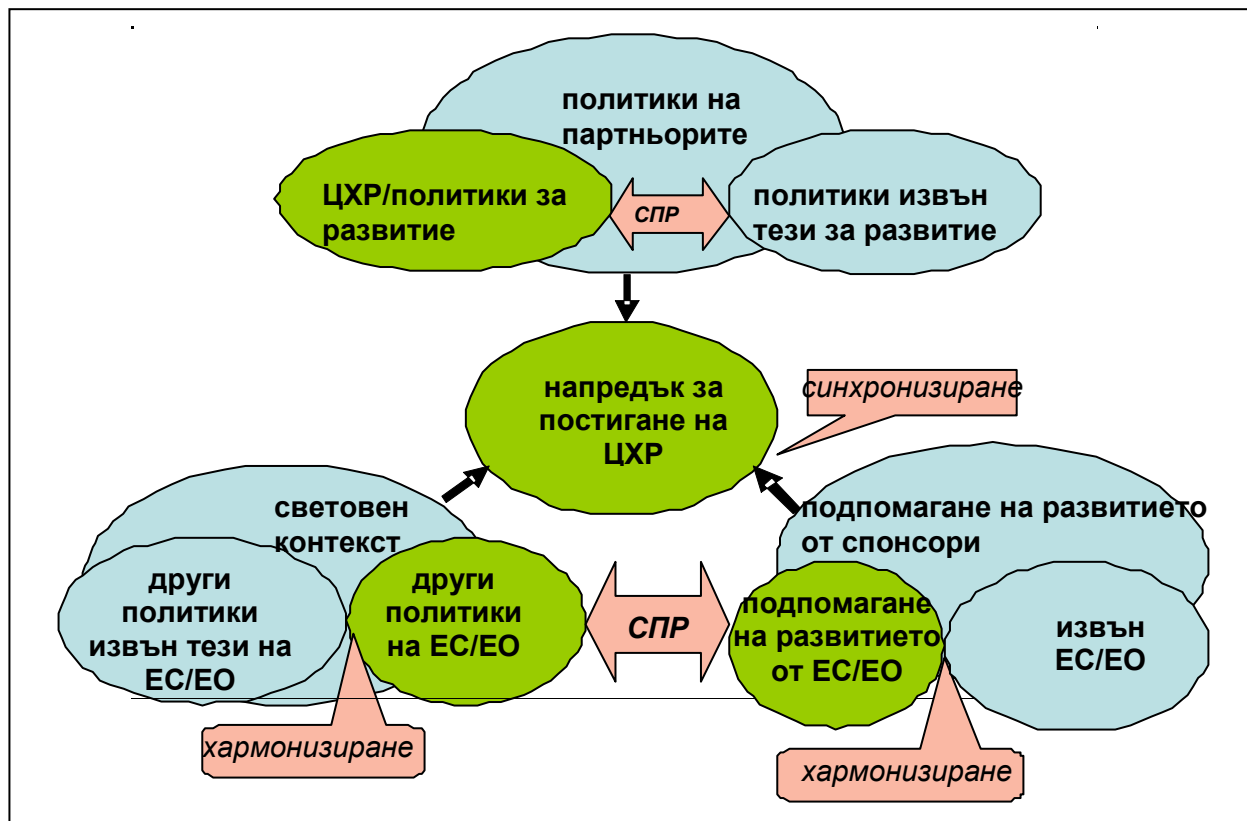 политики на
партньорите
ЦХР/политики за
развитие
СПР
политики извън
тези за развитие
напредък за
постигане на
ЦХР
синхронизиране
световен
контекст
други
политики
извън тези на
ЕС/ЕО
други
политики
на ЕС/ЕО
СПР
подпомагане на развитието
от спонсори
подпомагане
на развитието
от ЕС/ЕО
извън
ЕС/ЕО
хармонизиране
хармонизиране